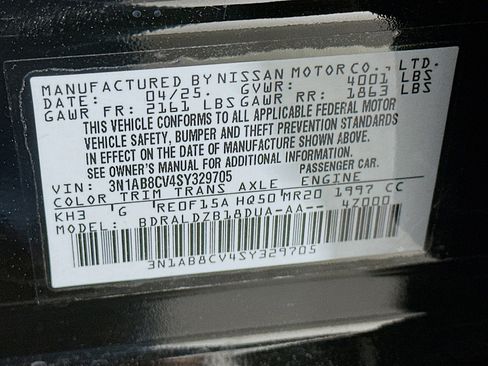 MANUFACTURED BY NISSAN MOTOR CO., LTD.
DATE: 04/25. GVWR: 4001 LBS
GAWR FR: 2161 LBS GAWR RR: 1863 LBS
THIS VEHICLE CONFORMS TO ALL APPLICABLE FEDERAL MOTOR
VEHICLE SAFETY, BUMPER AND THEFT PREVENTION STANDARDS
IN EFFECT ON THE DATE OF MANUFACTURE SHOWN ABOVE.
SEE OWNER'S MANUAL FOR ADDITIONAL INFORMATION
VIN: 3N1AB8CV4SY329705 PASSENGER CAR.
COLOR TRIM TRANS AXLE ENGINE
KH3 G RE0F15A HQ50 MR20 1997 CC
MODEL: BDRALDZB18DUA-AA-- 47000
3N1AB8CV4SY329705